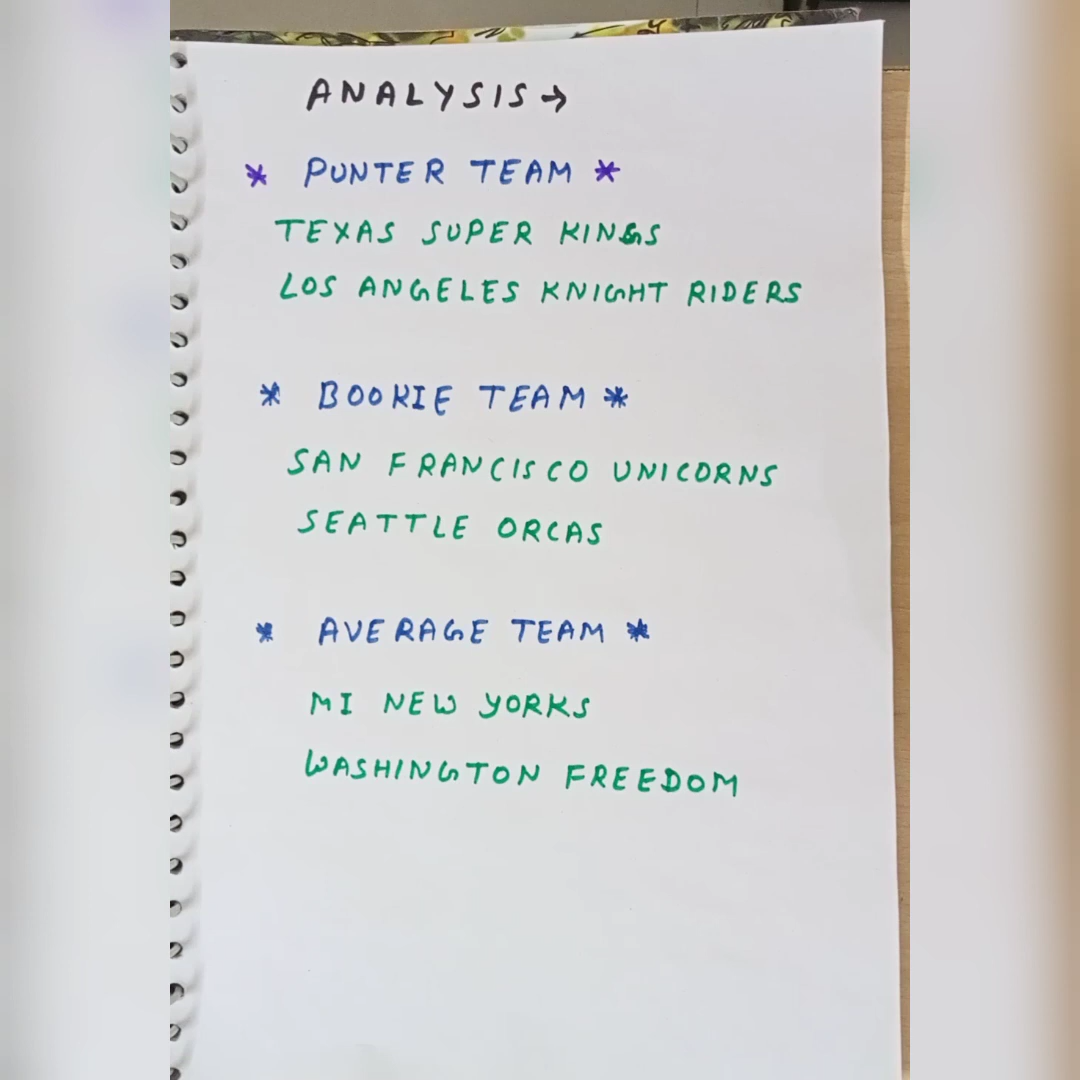 ANALYSIS →
* PUNTER TEAM *
TEXAS SUPER KINGS
LOS ANGELES KNIGHT RIDERS
* BOOKIE TEAM *
SAN FRANCISCO UNICORNS
SEATTLE ORCAS
* AVERAGE TEAM *
MI NEW YORKS
WASHINGTON FREEDOM